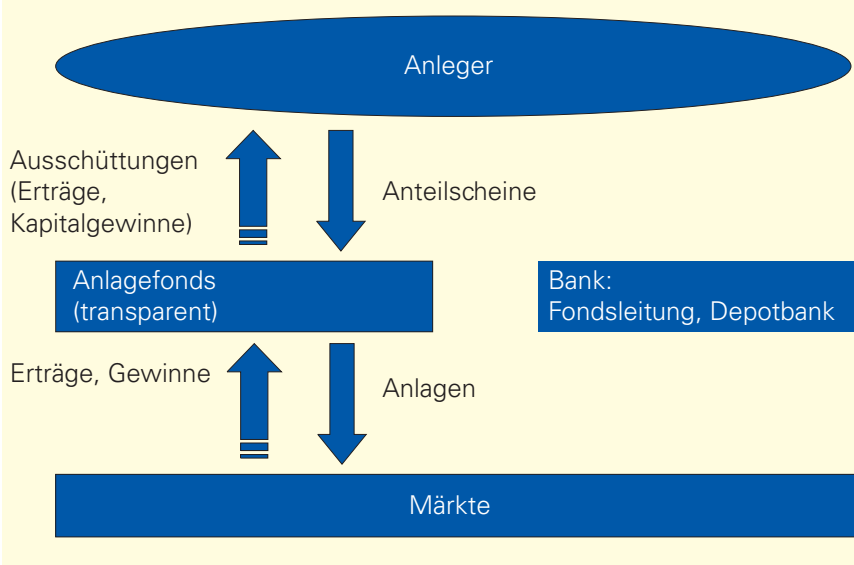 Anleger
Ausschüttungen
(Erträge,
Kapitalgewinne)
Anteilscheine
Anlagefonds
(transparent)
Bank:
Fondsleitung, Depotbank
Erträge, Gewinne
Anlagen
Märkte